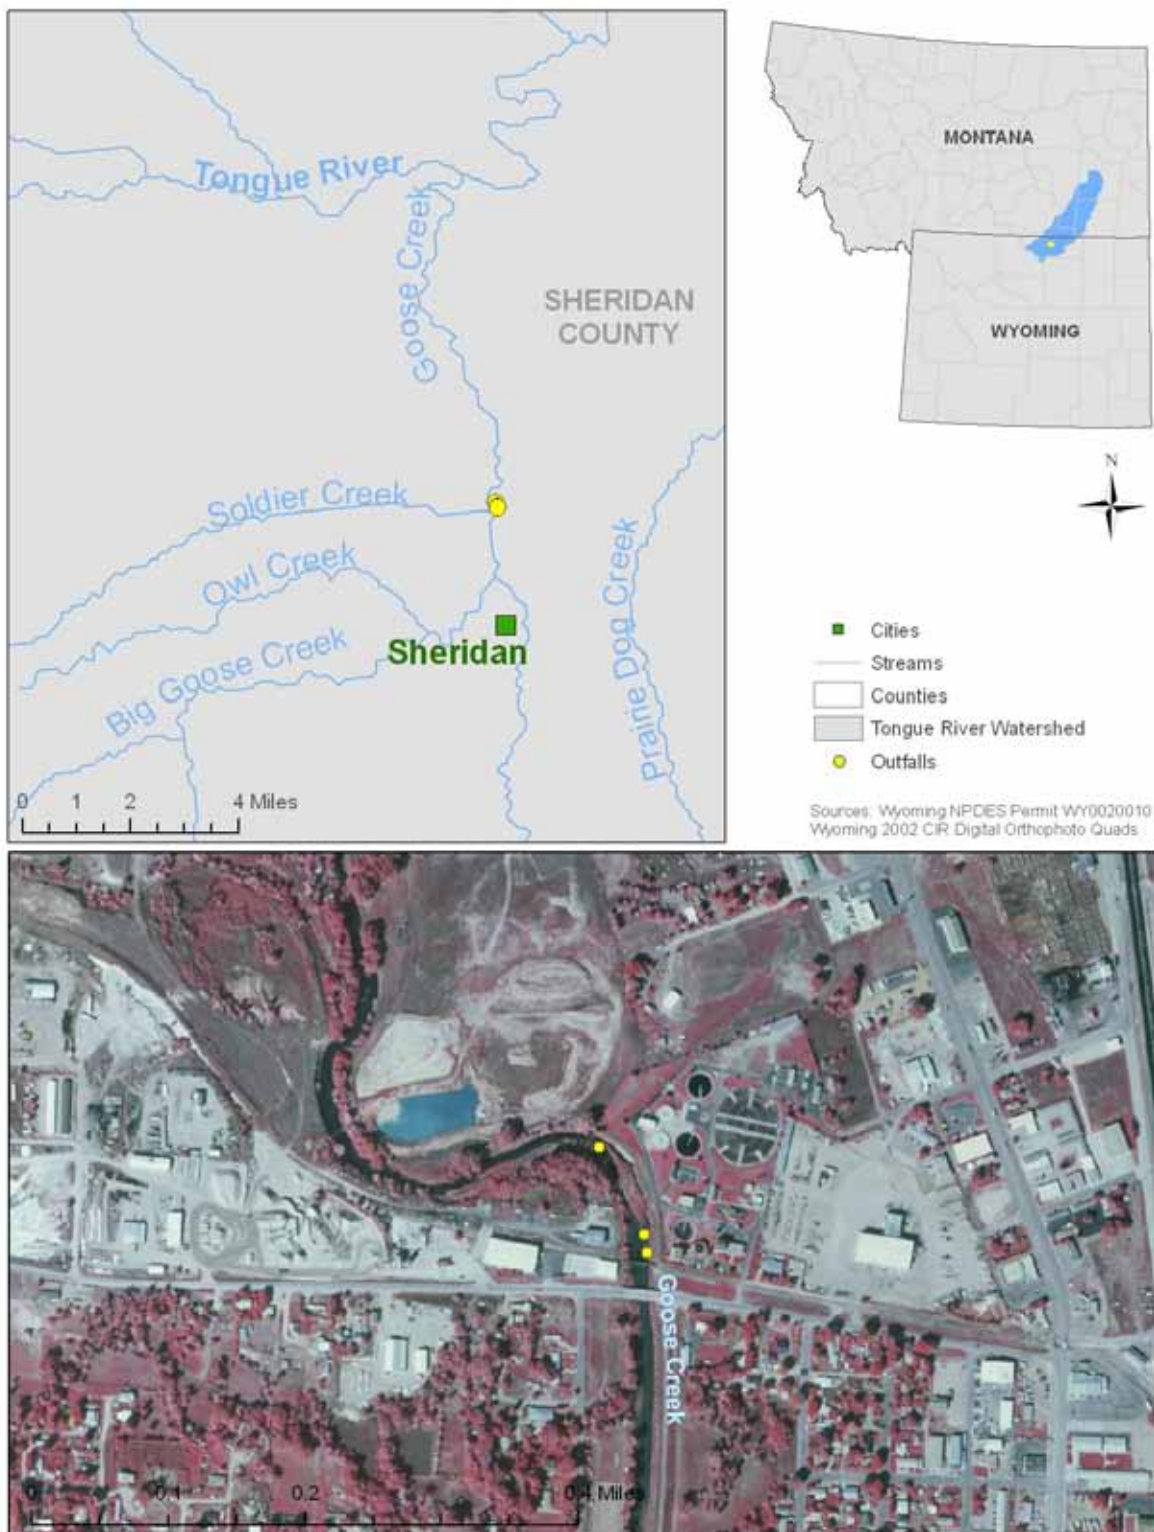 Tongue River
Goose Creek
SHERIDAN
COUNTY
Soldier Creek
Owl Creek
Big Goose Creek
Sheridan
Prairie Dog Creek
0 1 2 4 Miles
MONTANA
WYOMING
N
Cities
Streams
Counties
Tongue River Watershed
Outfalls
Sources: Wyoming NPDES Permit WY0020010
Wyoming 2002 CIR Digital Orthophoto Quads
Goose Creek
0 0.1 0.2 0.4 Miles